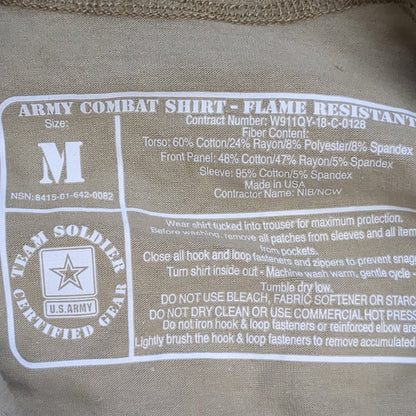 ARMY COMBAT SHIRT - FLAME RESISTANT
Size:
M
NSN: 8415-01-642-0082
Contract Number: W911QY-18-C-0128
Fiber Content:
Torso: 60% Cotton/24% Rayon/8% Polyester/8% Spandex
Front Panel: 48% Cotton/47% Rayon/5% Spandex
Sleeve: 95% Cotton/5% Spandex
Made in USA
Contractor Name: NIB/NCW
TEAM SOLDIER
U.S.ARMY
CERTIFIED GEAR
Wear shirt tucked into trouser for maximum protection.
Before washing, remove all patches from sleeves and all item
from pockets.
Close all hook and loop fasteners and zippers to prevent snag
Turn shirt inside out - Machine wash warm, gentle cycle -
Tumble dry low.
DO NOT USE BLEACH, FABRIC SOFTENER OR STARC
DO NOT DRY CLEAN OR USE COMMERCIAL HOT PRESS
Do not iron hook & loop fasteners or reinforced elbow are
Lightly brush the hook & loop fasteners to remove accumulated